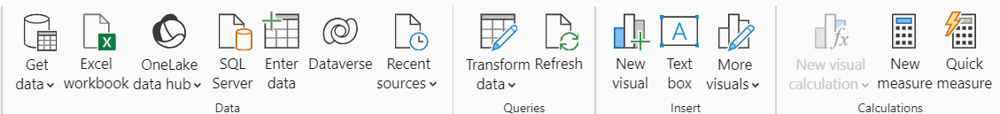 Get data
Excel workbook
OneLake data hub
SQL Server
Enter data
Dataverse
Recent sources
Data
Transform data
Refresh
Queries
New visual
A
Text box
More visuals
Insert
fx
New visual calculation
New measure
Quick measure
Calculations